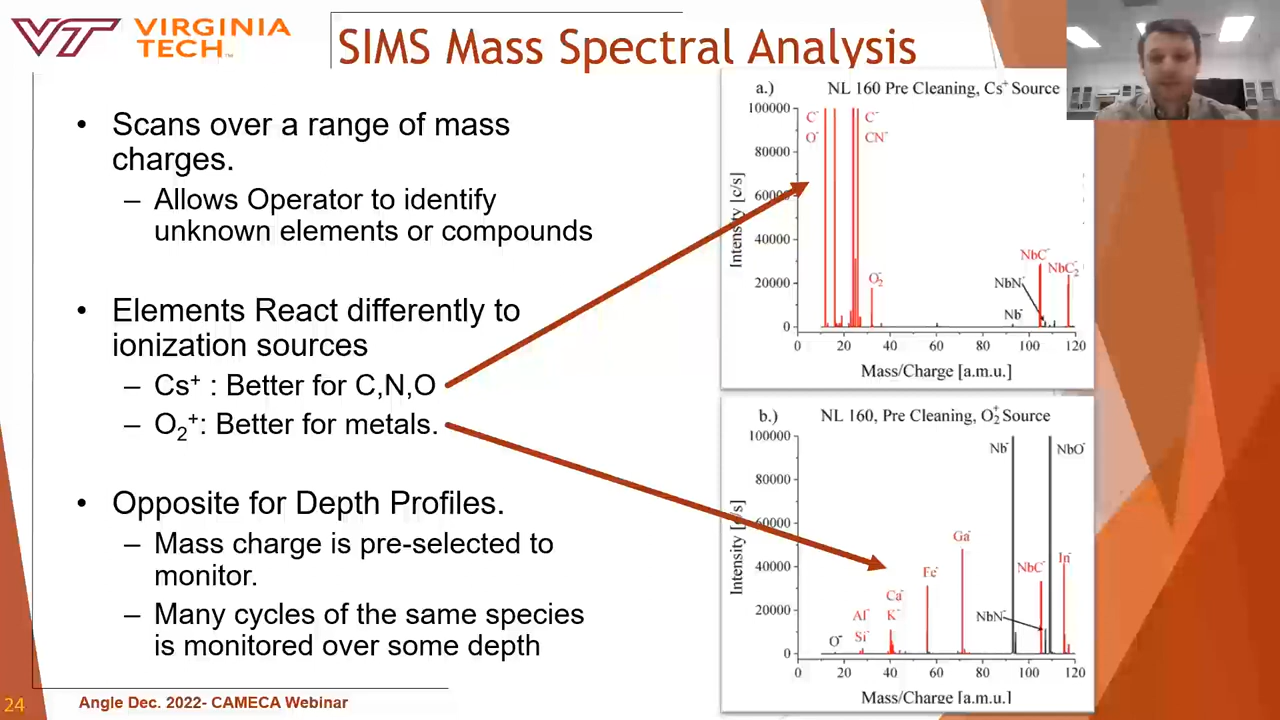 VT VIRGINIA
TECH™
SIMS Mass Spectral Analysis
• Scans over a range of mass
charges.
– Allows Operator to identify
unknown elements or compounds
• Elements React differently to
ionization sources
– Cs⁺ : Better for C,N,O
– O₂⁺: Better for metals.
• Opposite for Depth Profiles.
– Mass charge is pre-selected to
monitor.
– Many cycles of the same species
is monitored over some depth
a.) NL 160 Pre Cleaning, Cs⁺ Source
Intensity [c/s]
100000
80000
60000
40000
20000
0
C⁻
O⁻
C⁻
CN⁻
O₂⁻
Nb⁻
NbN⁻
NbC⁻
NbC₂⁻
0 20 40 60 80 100 120
Mass/Charge [a.m.u.]
b.) NL 160, Pre Cleaning, O₂⁺ Source
Intensity [c/s]
100000
80000
60000
40000
20000
0
O⁻
Al⁻
Si⁻
Ca⁻
K⁻
Fe⁻
Ga⁻
Nb⁻
NbO⁻
NbC⁻
In⁻
NbN⁻
0 20 40 60 80 100 120
Mass/Charge [a.m.u.]
24 Angle Dec. 2022- CAMECA Webinar